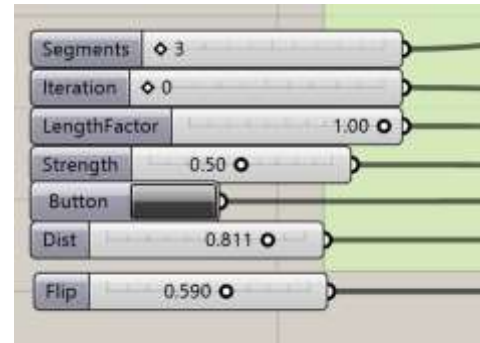 Segments 3
Iteration 0
LengthFactor 1.00
Strength 0.50
Button
Dist 0.811
Flip 0.590